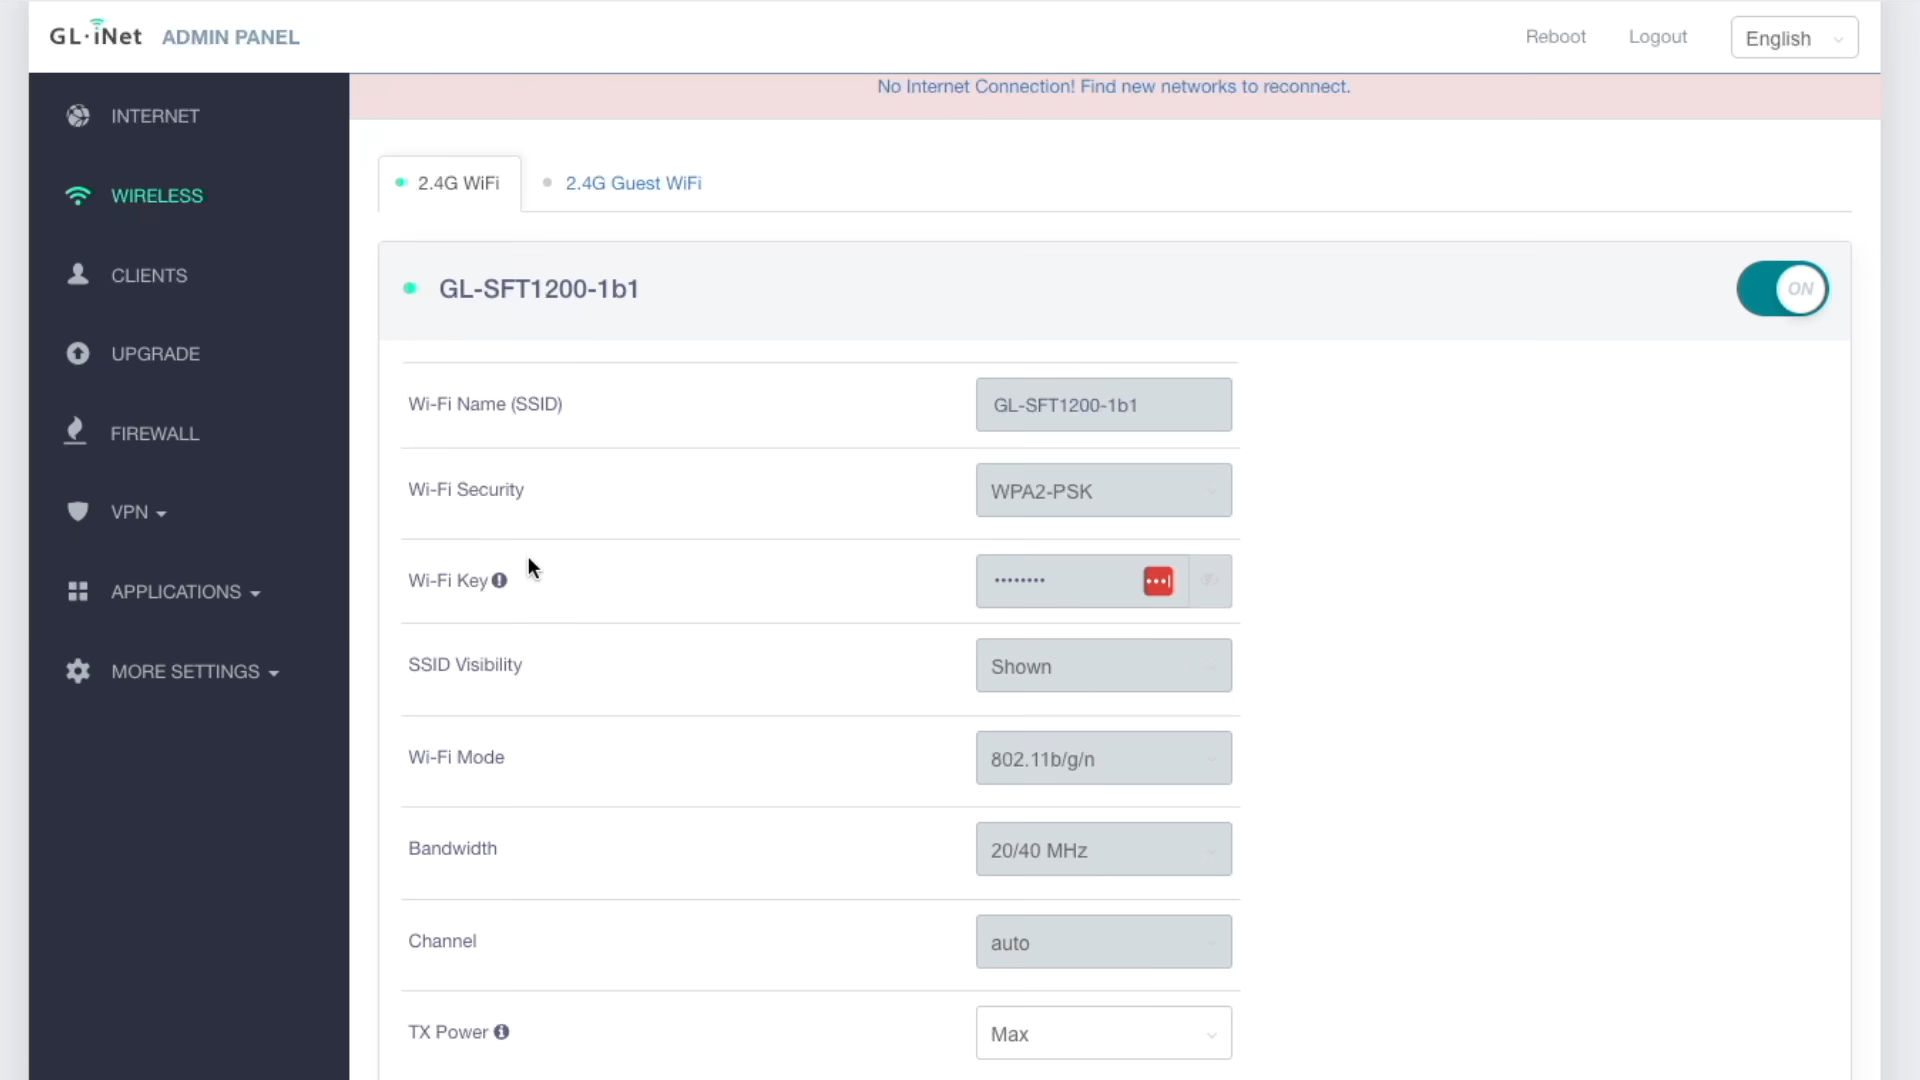 GL·iNet ADMIN PANEL
Reboot
Logout
English
No Internet Connection! Find new networks to reconnect.
INTERNET
WIRELESS
CLIENTS
UPGRADE
FIREWALL
VPN
APPLICATIONS
MORE SETTINGS
2.4G WiFi
2.4G Guest WiFi
GL-SFT1200-1b1
ON
Wi-Fi Name (SSID)
GL-SFT1200-1b1
Wi-Fi Security
WPA2-PSK
Wi-Fi Key
••••••••
SSID Visibility
Shown
Wi-Fi Mode
802.11b/g/n
Bandwidth
20/40 MHz
Channel
auto
TX Power
Max